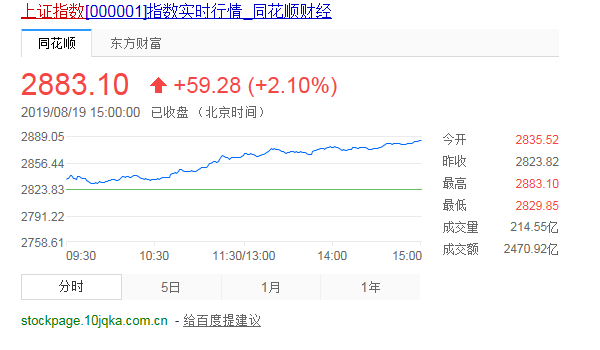 上证指数[000001]指数实时行情_同花顺财经
同花顺 东方财富
2883.10 +59.28 (+2.10%)
2019/08/19 15:00:00 已收盘 （北京时间）
2889.05
2856.44
2823.83
2791.22
2758.61
09:30 10:30 11:30/13:00 14:00 15:00
今开 2835.52
昨收 2823.82
最高 2883.10
最低 2829.85
成交量 214.55亿
成交额 2470.92亿
分时 5日 1月 1年
stockpage.10jqka.com.cn - 给百度提建议